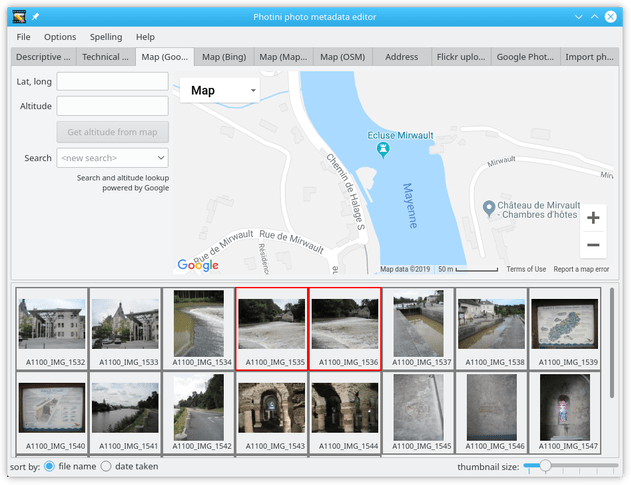 Photini photo metadata editor
File Options Spelling Help
Descriptive ... Technical ... Map (Goo... Map (Bing) Map (Map... Map (OSM) Address Flickr uplo... Google Phot... Import ph...
Lat, long
Altitude
Get altitude from map
Search <new search>
Search and altitude lookup
powered by Google
Map
Ecluse Mirwault
Chemin de Halage S
Mayenne
Mirwault
Château de Mirvault
- Chambres d'hôtes
Rue de Mirwault
Rue de Mirwault
Résidence
Google
Map data ©2019 50 m Terms of Use Report a map error
A1100_IMG_1532 A1100_IMG_1533 A1100_IMG_1534 A1100_IMG_1535 A1100_IMG_1536 A1100_IMG_1537 A1100_IMG_1538 A1100_IMG_1539
A1100_IMG_1540 A1100_IMG_1541 A1100_IMG_1542 A1100_IMG_1543 A1100_IMG_1544 A1100_IMG_1545 A1100_IMG_1546 A1100_IMG_1547
sort by: file name date taken thumbnail size: